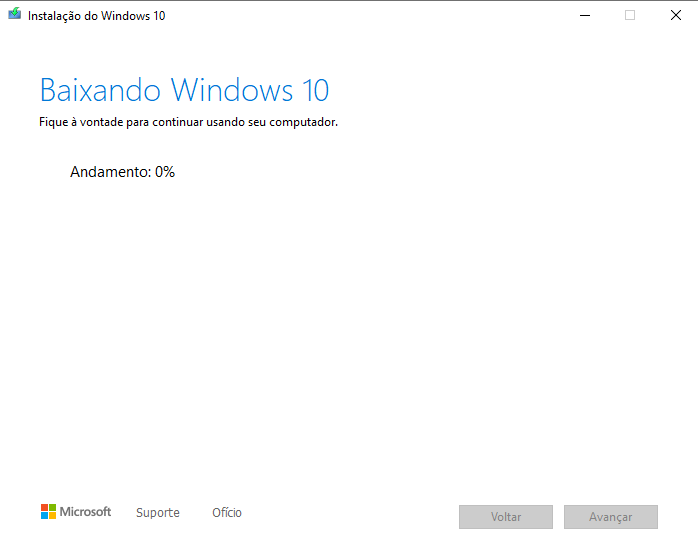 Instalação do Windows 10
Baixando Windows 10
Fique à vontade para continuar usando seu computador.
Andamento: 0%
Microsoft Suporte Ofício Voltar Avançar